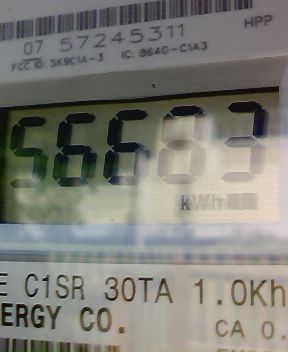 HPP
07 57245311
FCC ID: SK9C1A-3 IC: 864G-C1A3
56683
kWh
E C1SR 30TA 1.0Kh
ERGY CO.
CA 0.